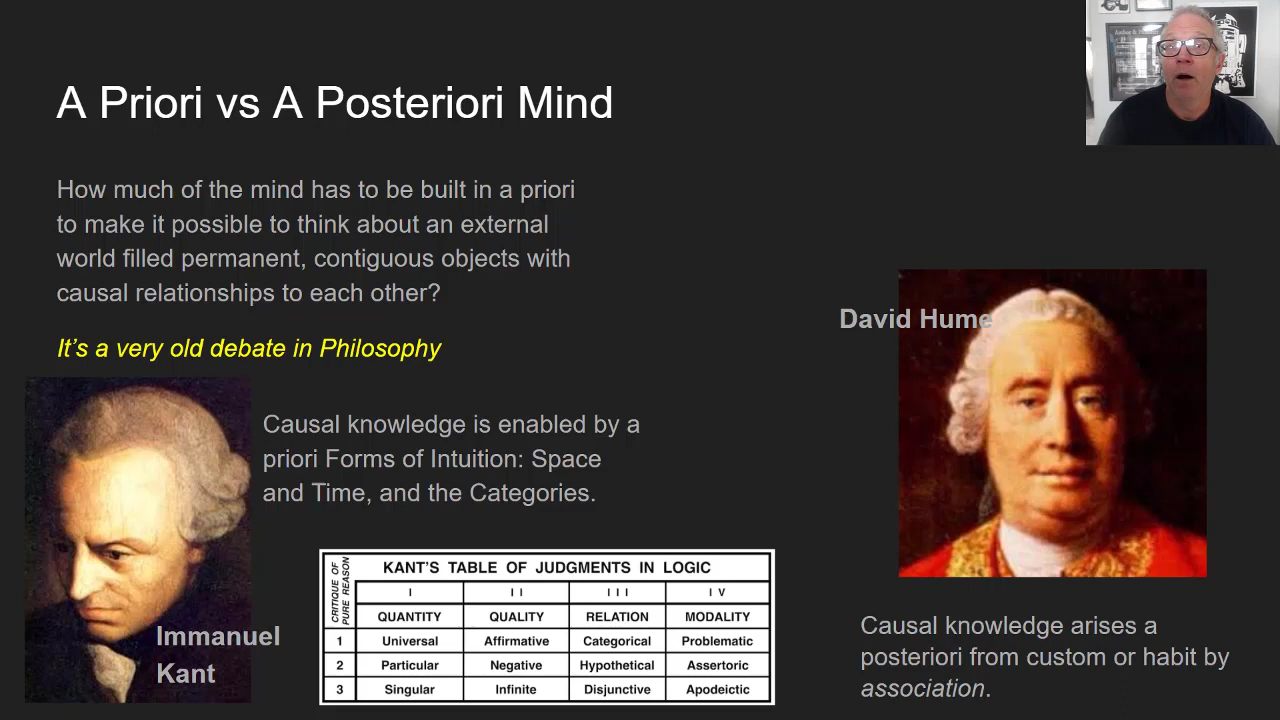 A Priori vs A Posteriori Mind
How much of the mind has to be built in a priori
to make it possible to think about an external
world filled permanent, contiguous objects with
causal relationships to each other?
It's a very old debate in Philosophy
Causal knowledge is enabled by a
priori Forms of Intuition: Space
and Time, and the Categories.
Immanuel
Kant
CRITIQUE OF
PURE REASON
KANT'S TABLE OF JUDGMENTS IN LOGIC
I II III IV
QUANTITY QUALITY RELATION MODALITY
1 Universal Affirmative Categorical Problematic
2 Particular Negative Hypothetical Assertoric
3 Singular Infinite Disjunctive Apodeictic
David Hume
Causal knowledge arises a
posteriori from custom or habit by
association.